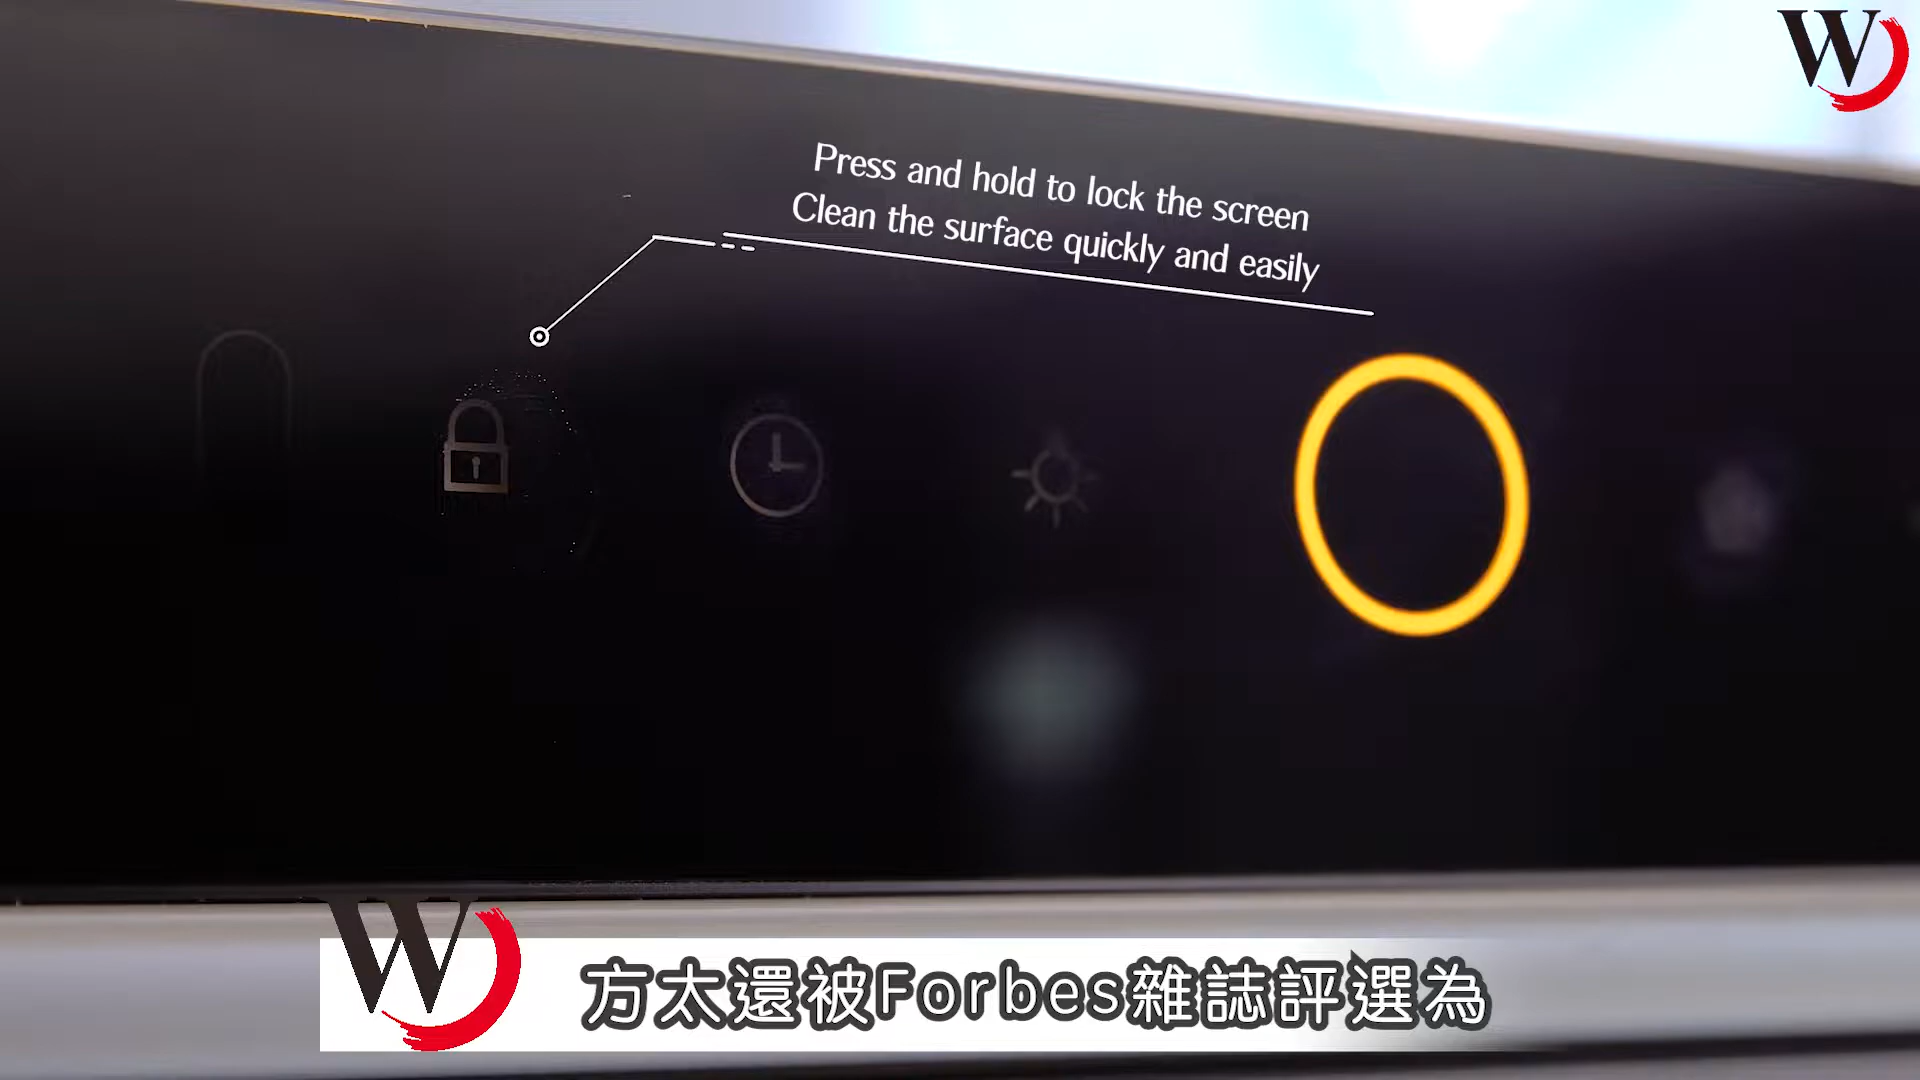 W
Press and hold to lock the screen
Clean the surface quickly and easily
W
方太還被Forbes雜誌評選為